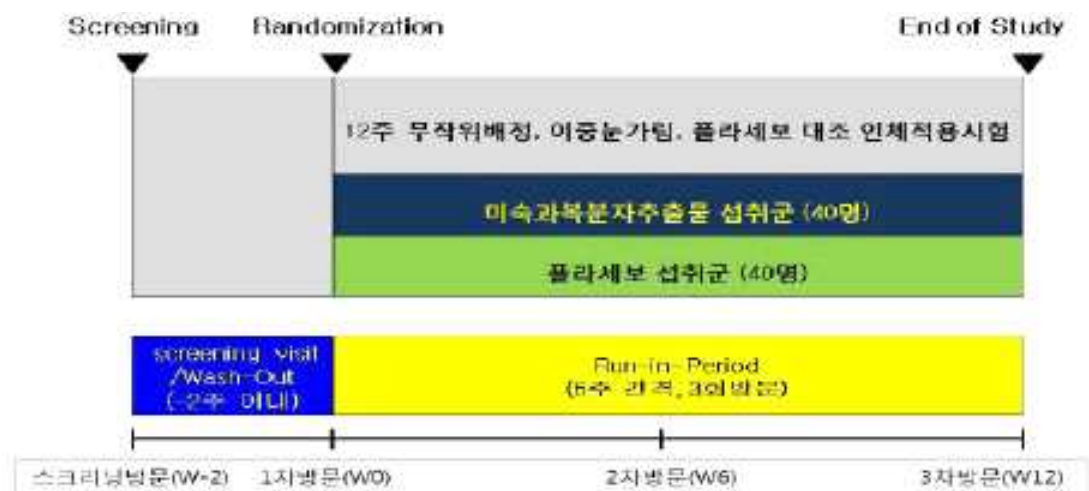 Screening Randomization End of Study
12주 무작위배정, 이중눈가림, 플라세보 대조 인체적용시험
미숙과복분자추출물 섭취군 (40명)
플라세보 섭취군 (40명)
screening visit
/Wash-Out
(-2주 이내)
Run-in-Period
(6주 간격, 3회방문)
스크리닝방문(W-2) 1차방문(W0) 2차방문(W6) 3차방문(W12)